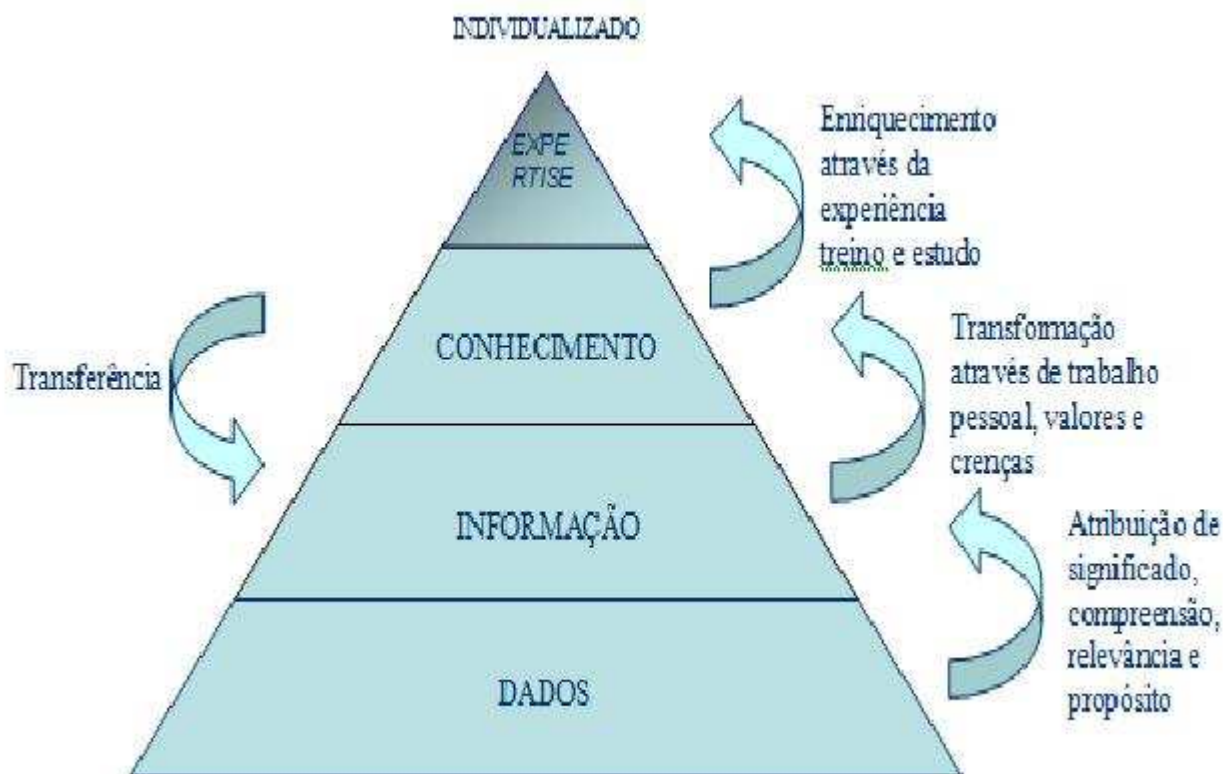 INDIVIDUALIZADO
EXPE
RTISE
Enriquecimento
através da
experiência
treino e estudo
CONHECIMENTO
Transferência
Transformação
através de trabalho
pessoal, valores e
crenças
INFORMAÇÃO
Atribuição de
significado,
compreensão,
relevância e
propósito
DADOS